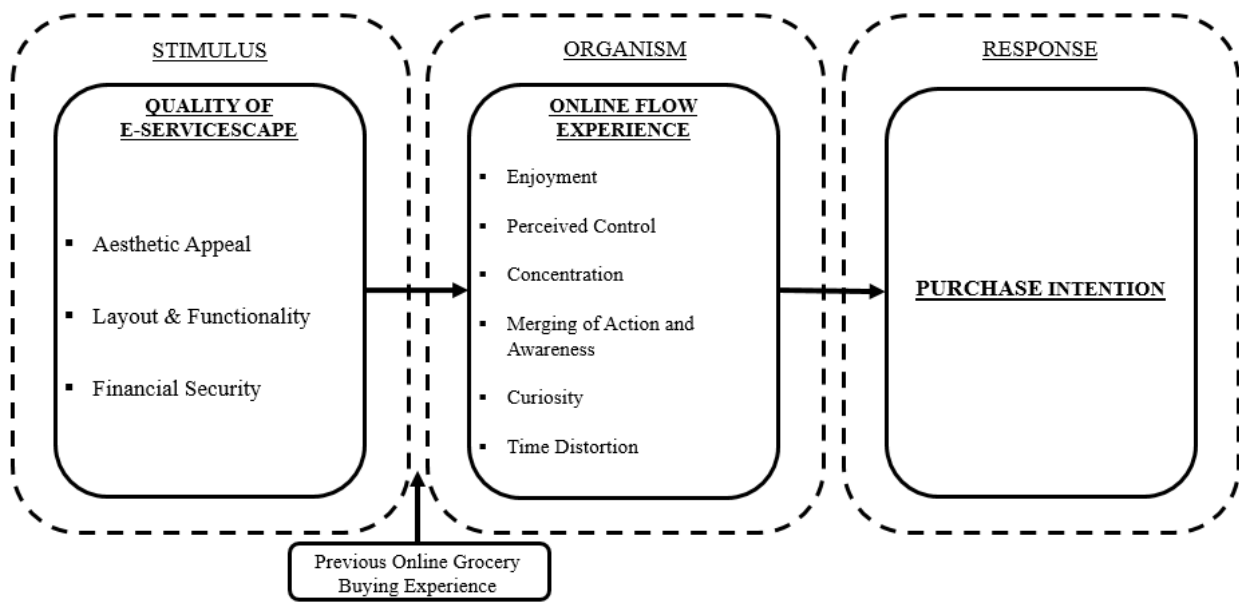 STIMULUS
QUALITY OF
E-SERVICESCAPE
▪ Aesthetic Appeal
▪ Layout & Functionality
▪ Financial Security
ORGANISM
ONLINE FLOW
EXPERIENCE
▪ Enjoyment
▪ Perceived Control
▪ Concentration
▪ Merging of Action and
Awareness
▪ Curiosity
▪ Time Distortion
RESPONSE
PURCHASE INTENTION
Previous Online Grocery
Buying Experience